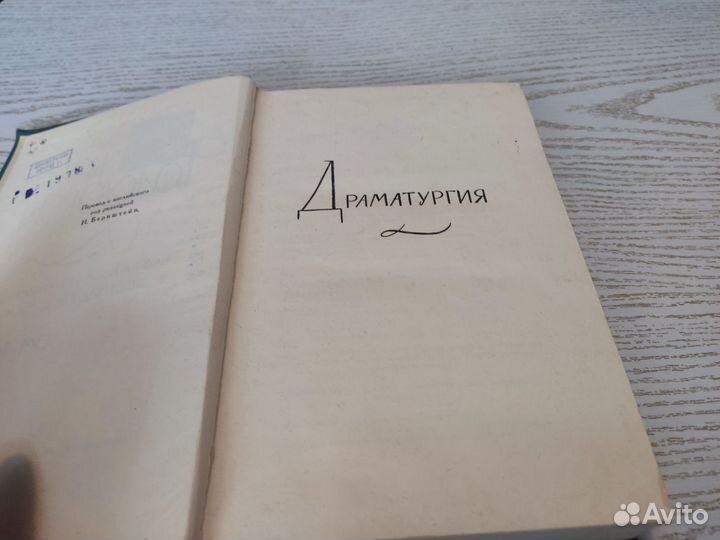 Перевод с английского
под редакцией
И. Бернштейн
Драматургия
Avito